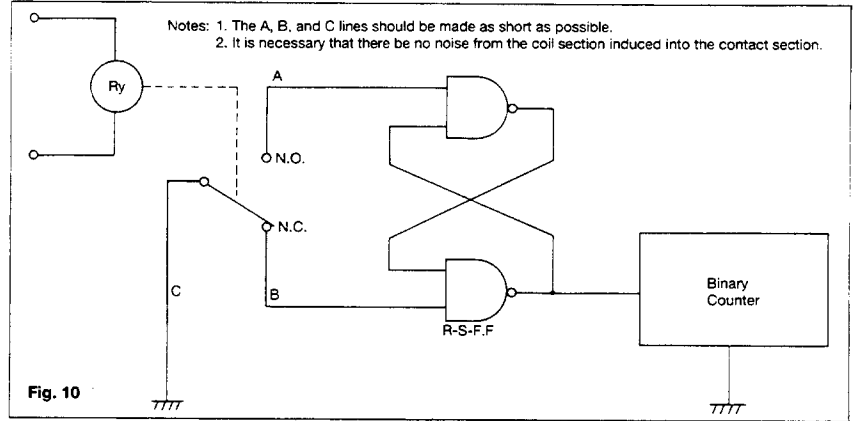 Notes: 1. The A, B, and C lines should be made as short as possible.
2. It is necessary that there be no noise from the coil section induced into the contact section.
Ry
A
N.O.
N.C.
C
B
R-S-F.F
Binary
Counter
Fig. 10